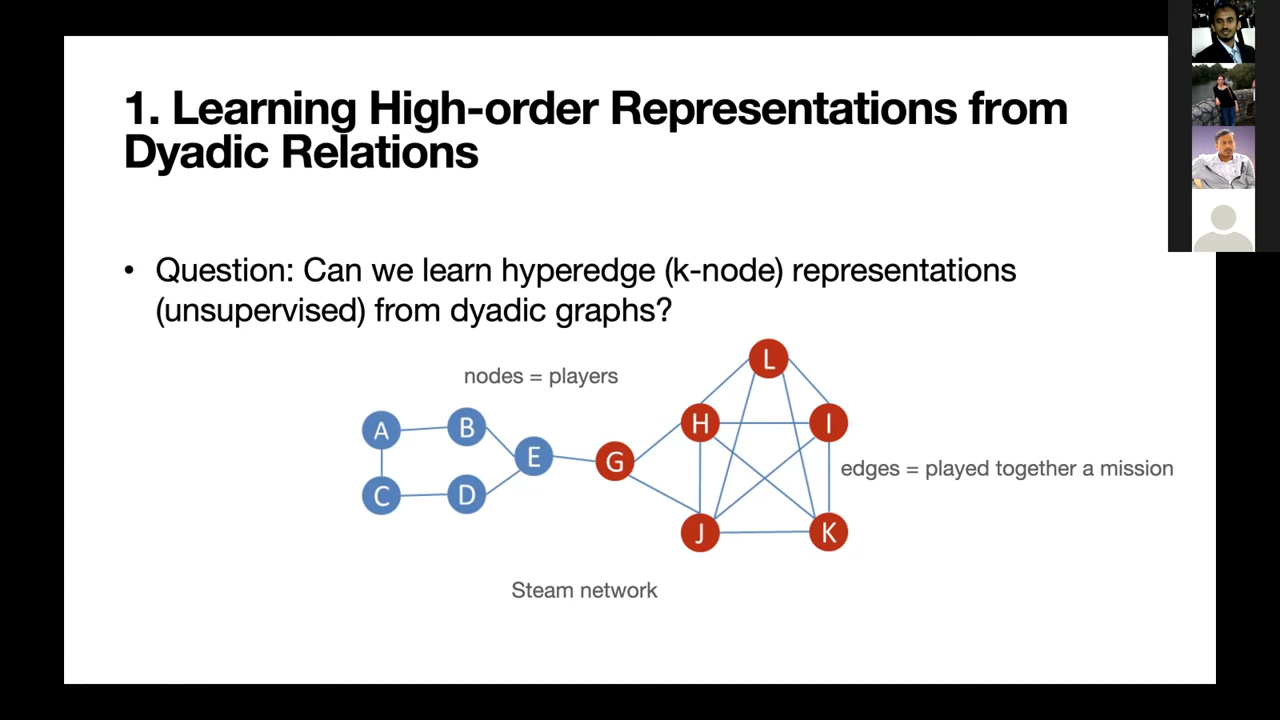 1. Learning High-order Representations from
Dyadic Relations
• Question: Can we learn hyperedge (k-node) representations
(unsupervised) from dyadic graphs?
nodes = players
L
A
B
H
I
E
G
edges = played together a mission
C
D
J
K
Steam network